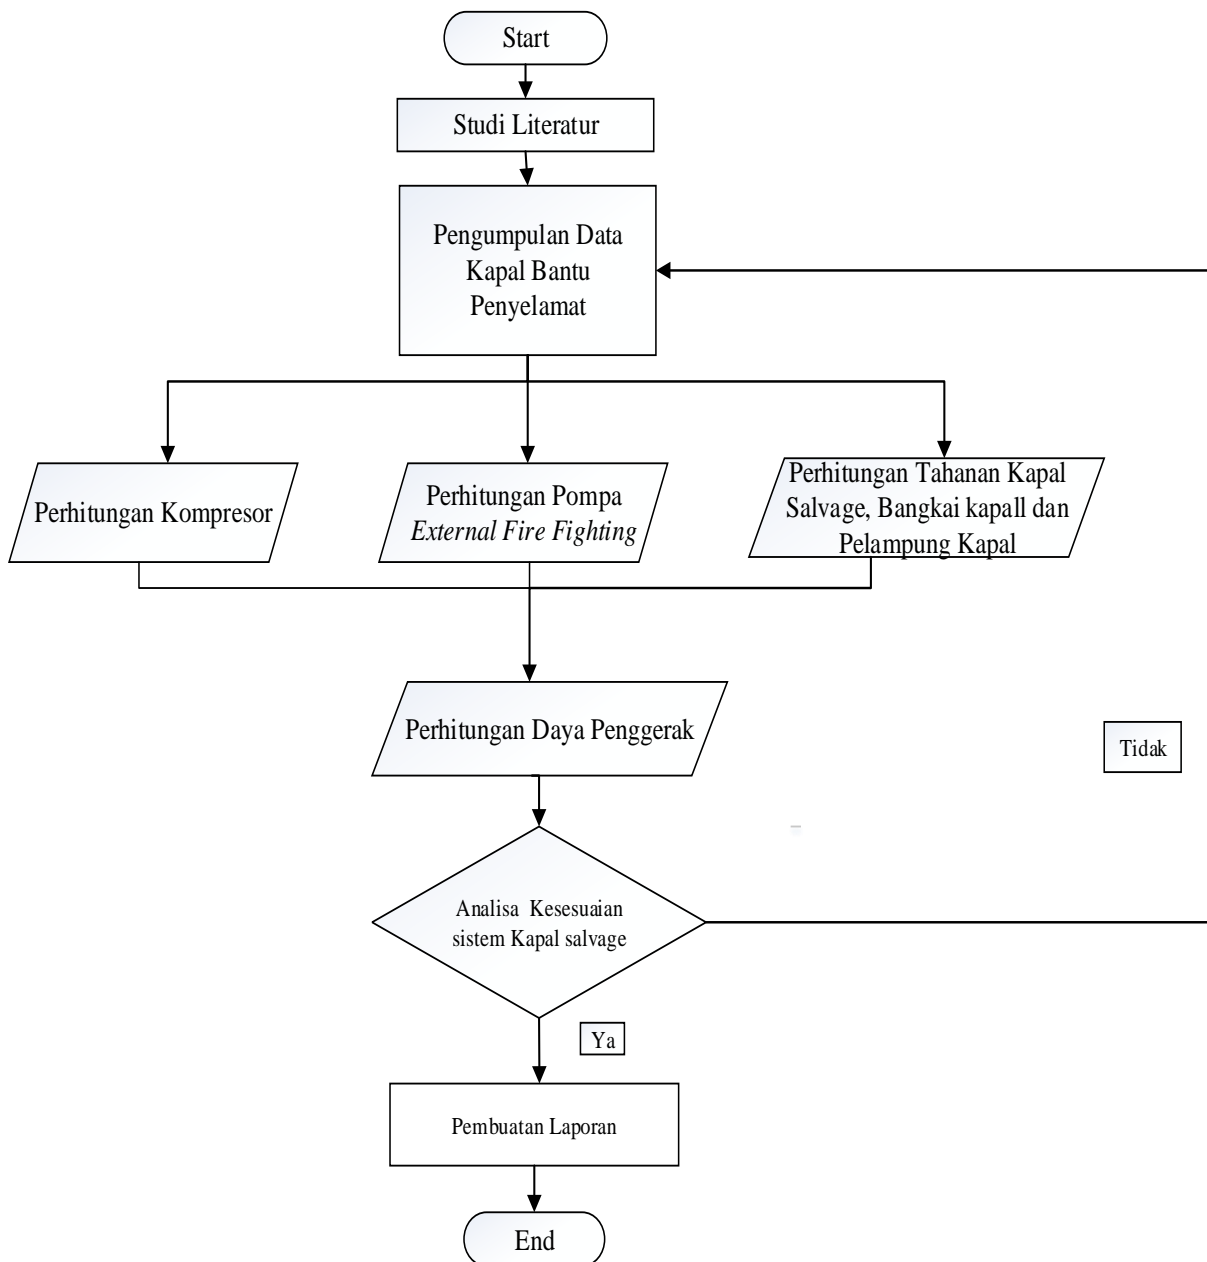 Start
Studi Literatur
Pengumpulan Data
Kapal Bantu
Penyelamat
Perhitungan Kompresor
Perhitungan Pompa
External Fire Fighting
Perhitungan Tahanan Kapal
Salvage, Bangkai kapall dan
Pelampung Kapal
Perhitungan Daya Penggerak
Tidak
Analisa Kesesuaian
sistem Kapal salvage
Ya
Pembuatan Laporan
End